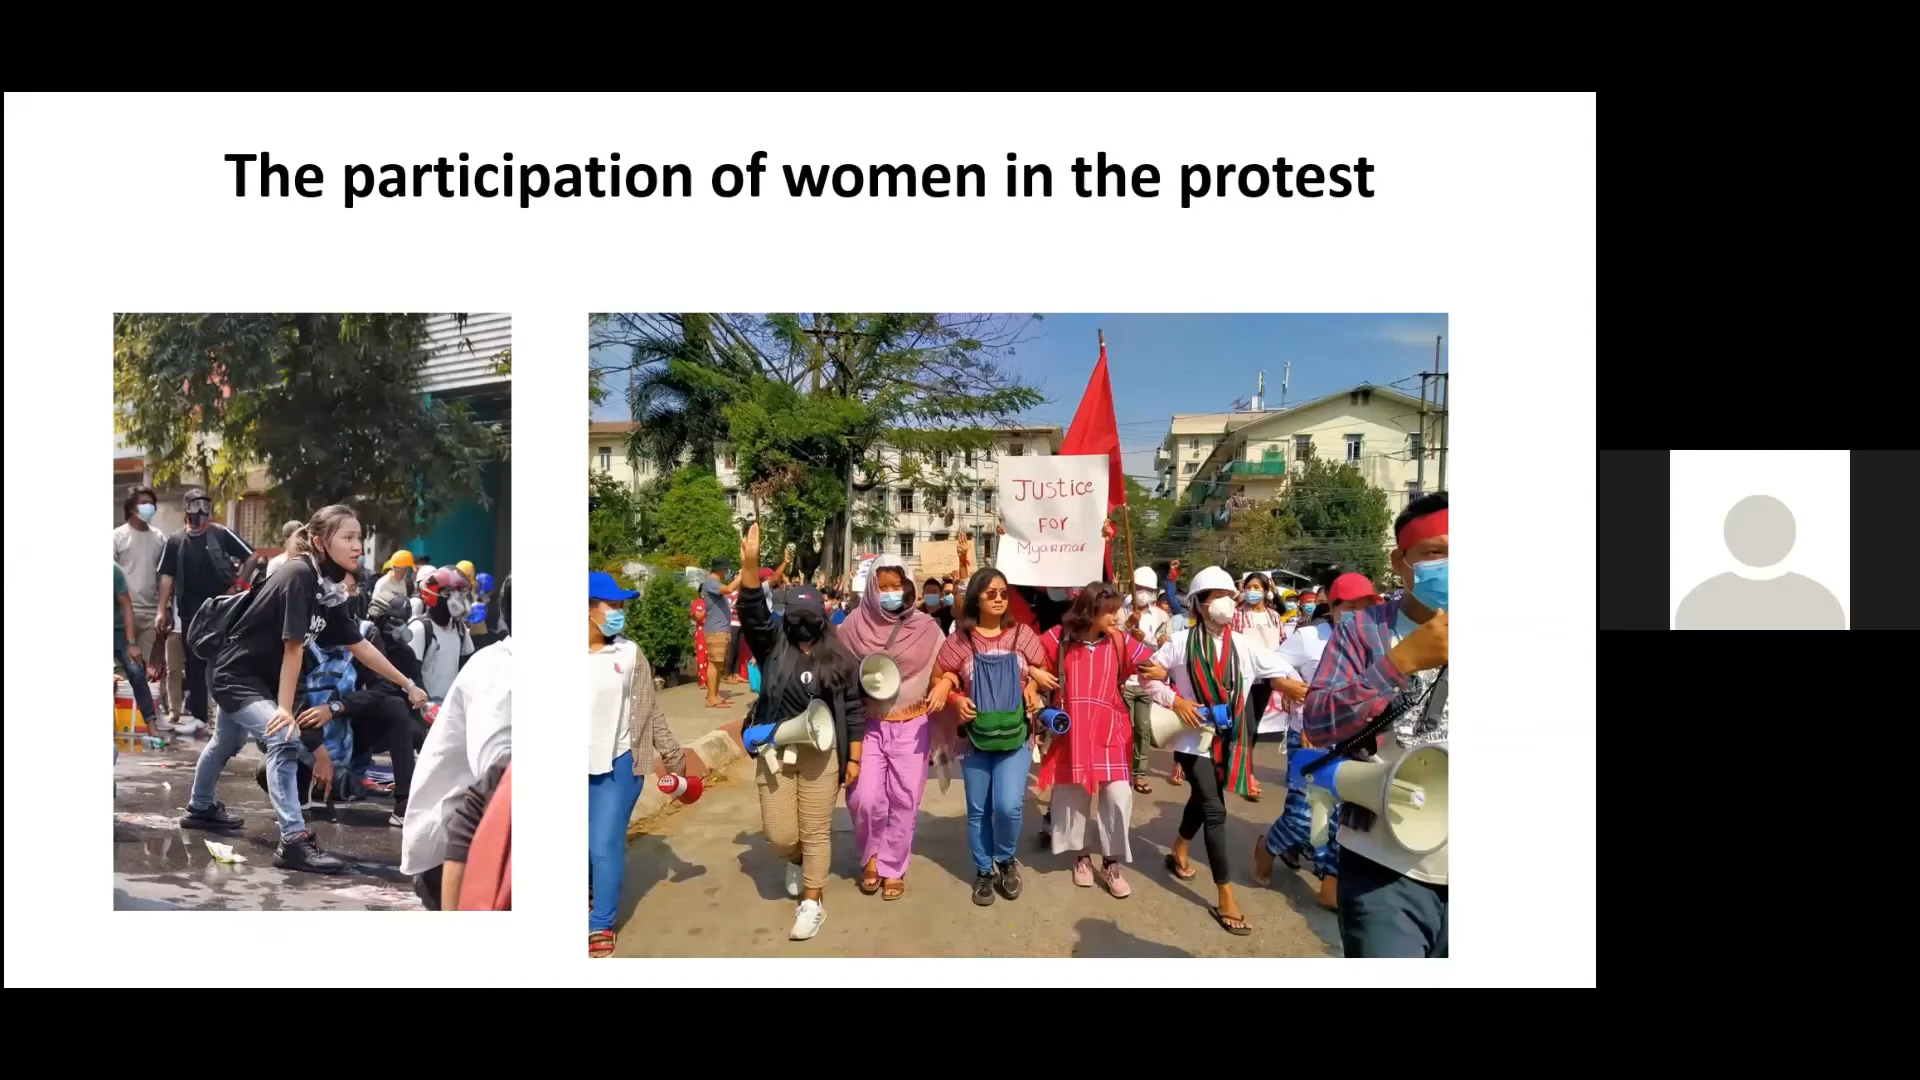 The participation of women in the protest
Justice
For
Myanmar